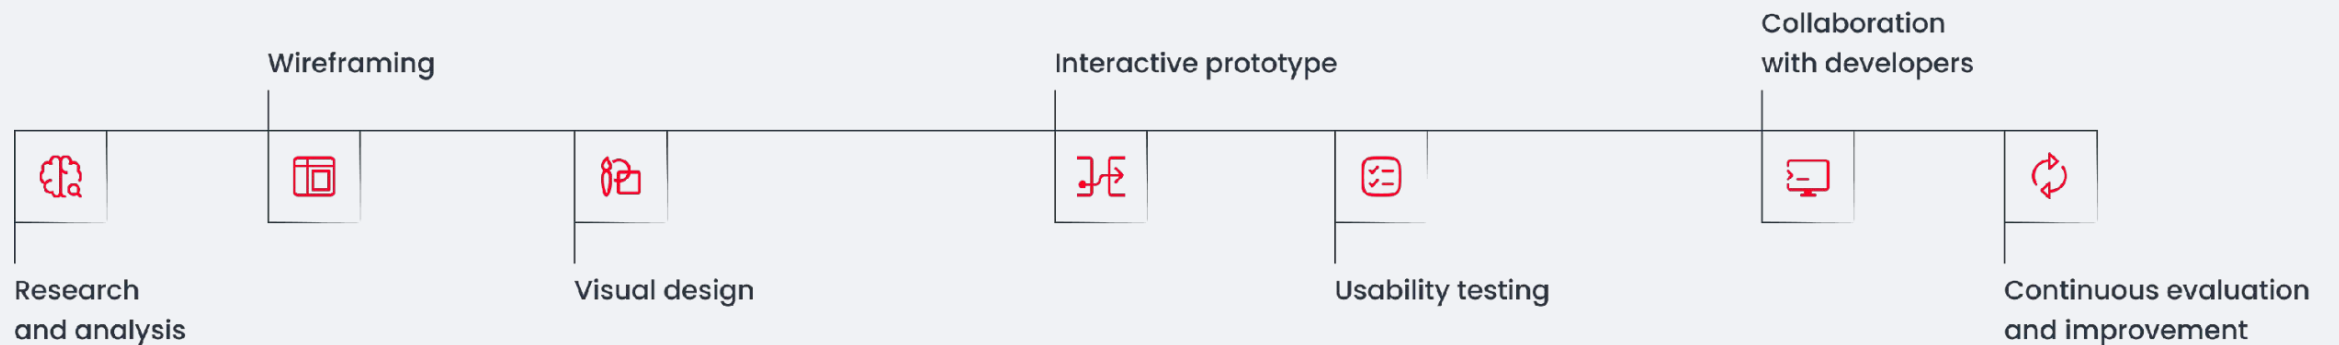 Research
and analysis
Wireframing
Visual design
Interactive prototype
Usability testing
Collaboration
with developers
Continuous evaluation
and improvement